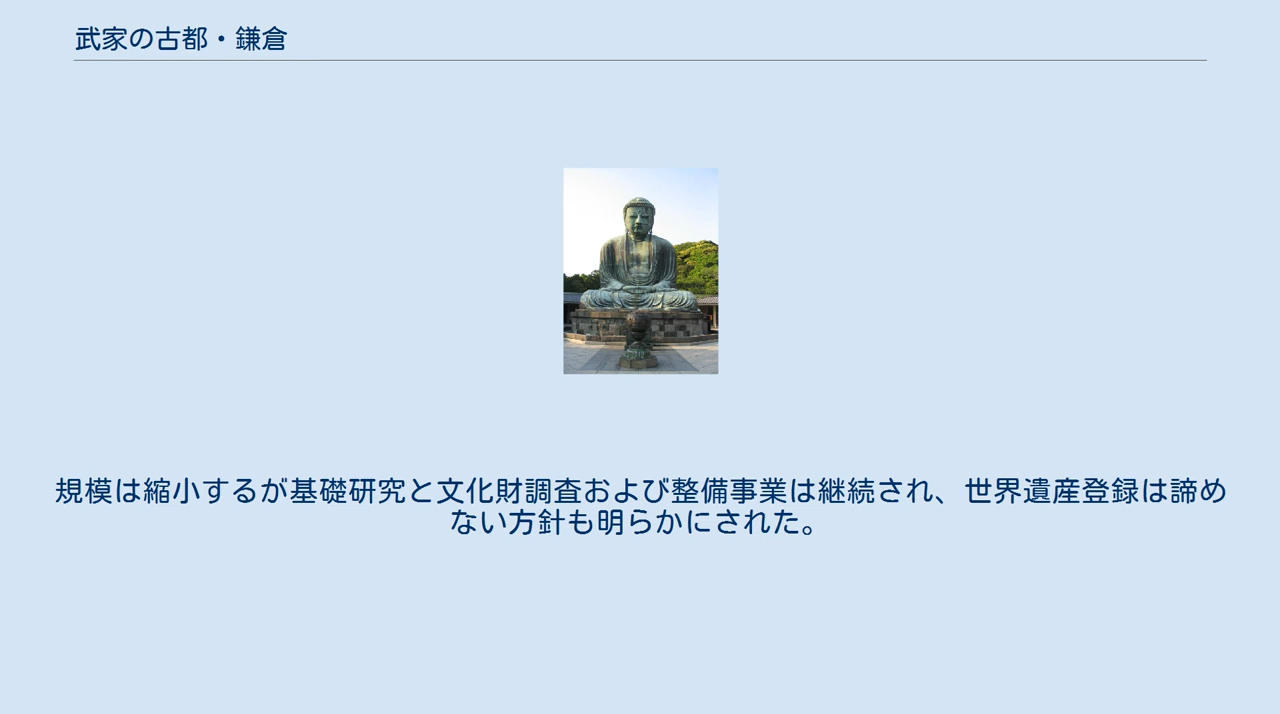 武家の古都・鎌倉
規模は縮小するが基礎研究と文化財調査および整備事業は継続され、世界遺産登録は諦め
ない方針も明らかにされた。